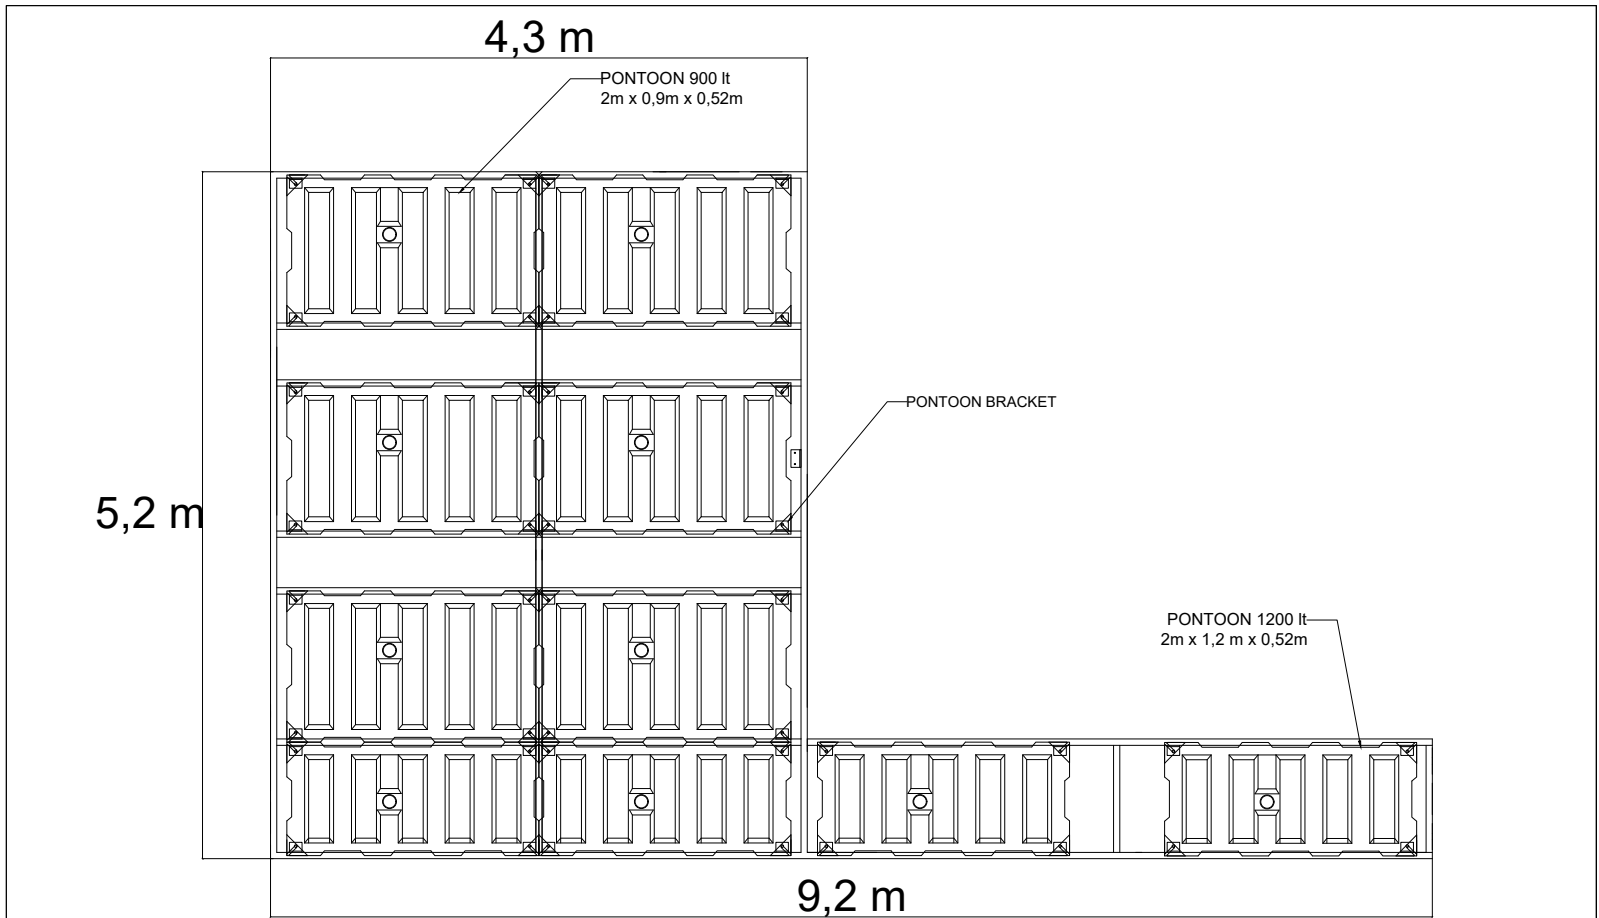 4,3 m
PONTOON 900 lt
2m x 0,9m x 0,52m
PONTOON BRACKET
5,2 m
PONTOON 1200 lt
2m x 1,2 m x 0,52m
9,2 m